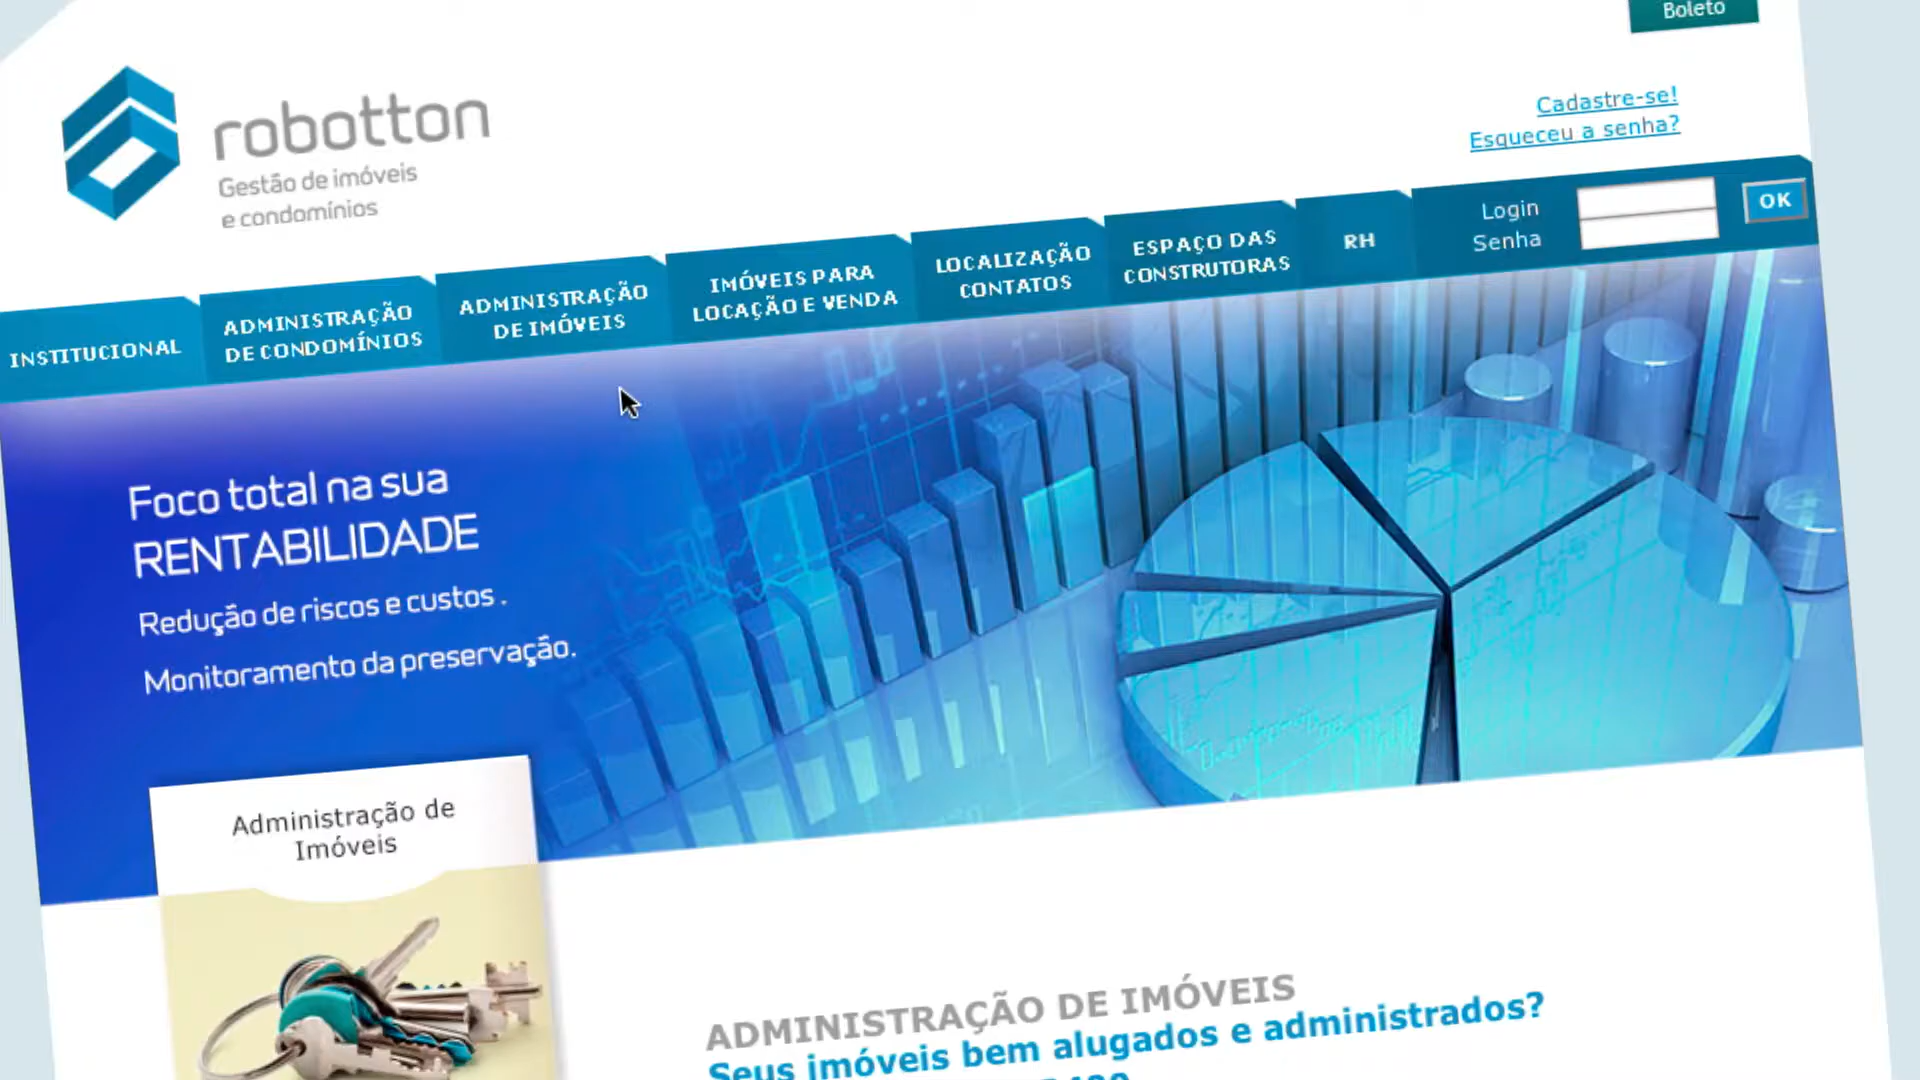 Boleto
robotton
Gestão de imóveis
e condomínios
Cadastre-se!
Esqueceu a senha?
Login
Senha
OK
INSTITUCIONAL
ADMINISTRAÇÃO
DE CONDOMÍNIOS
ADMINISTRAÇÃO
DE IMÓVEIS
IMÓVEIS PARA
LOCAÇÃO E VENDA
LOCALIZAÇÃO
CONTATOS
ESPAÇO DAS
CONSTRUTORAS
RH
Foco total na sua
RENTABILIDADE
Redução de riscos e custos .
Monitoramento da preservação.
Administração de
Imóveis
ADMINISTRAÇÃO DE IMÓVEIS
Seus imóveis bem alugados e administrados?